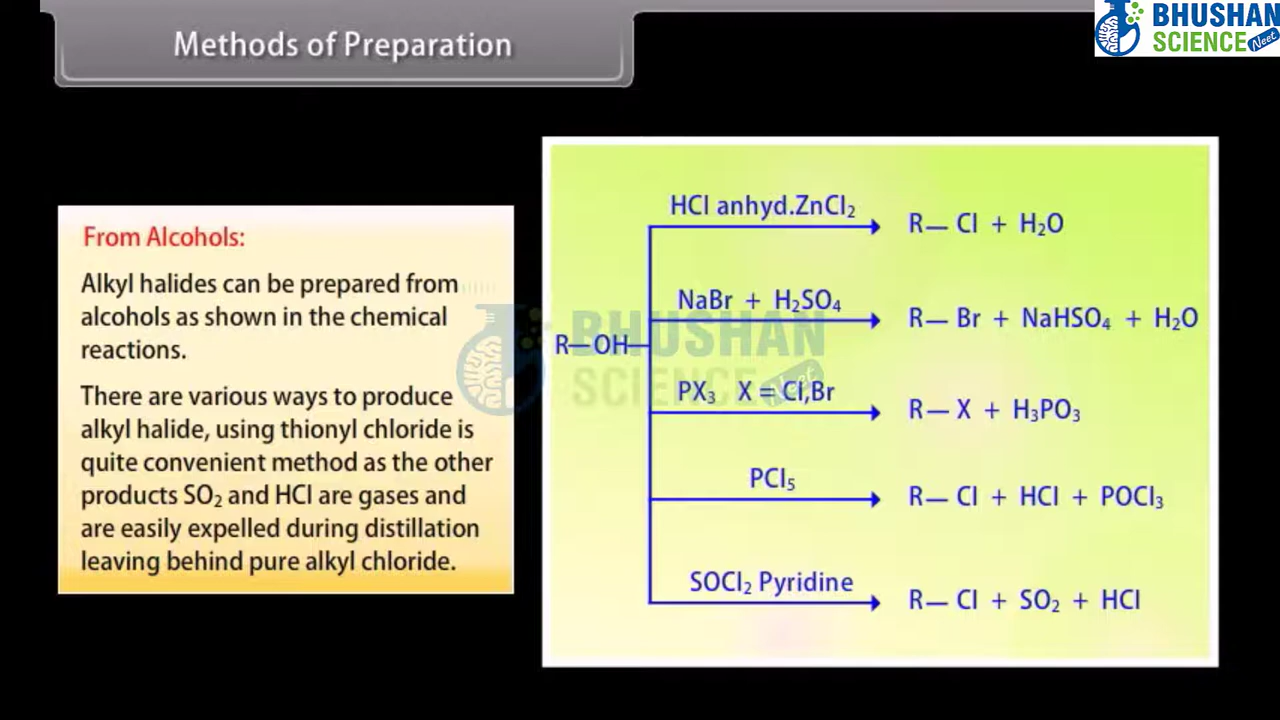 Methods of Preparation
BHUSHAN
SCIENCE Neet
From Alcohols:
Alkyl halides can be prepared from
alcohols as shown in the chemical
reactions.
There are various ways to produce
alkyl halide, using thionyl chloride is
quite convenient method as the other
products SO₂ and HCl are gases and
are easily expelled during distillation
leaving behind pure alkyl chloride.
HCl anhyd.ZnCl₂
R— Cl + H₂O
NaBr + H₂SO₄
R— Br + NaHSO₄ + H₂O
R—OH
BHUSHAN
SCIENCE Neet
PX₃ X = Cl,Br
R— X + H₃PO₃
PCl₅
R— Cl + HCl + POCl₃
SOCl₂ Pyridine
R— Cl + SO₂ + HCl